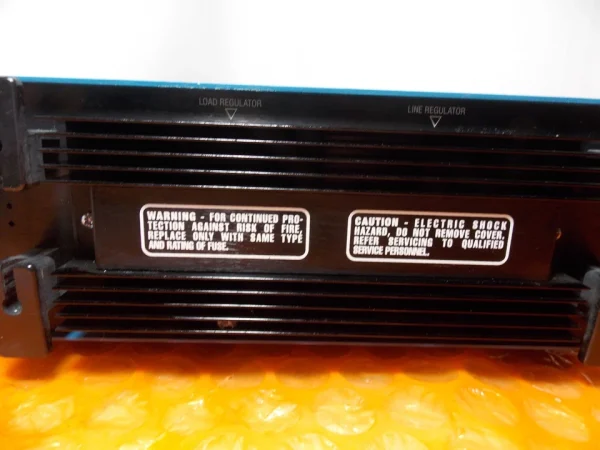 LOAD REGULATOR
LINE REGULATOR
WARNING - FOR CONTINUED PRO-
TECTION AGAINST RISK OF FIRE,
REPLACE ONLY WITH SAME TYPE
AND RATING OF FUSE.
CAUTION - ELECTRIC SHOCK
HAZARD, DO NOT REMOVE COVER.
REFER SERVICING TO QUALIFIED
SERVICE PERSONNEL.